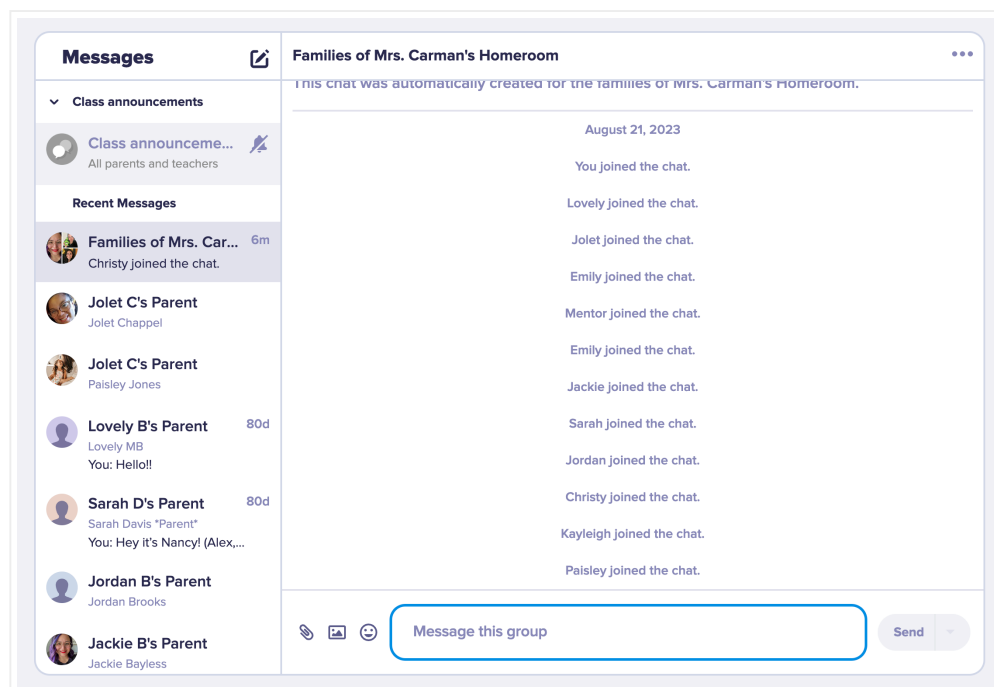 Messages
Class announcements
Class announceme...
All parents and teachers
Recent Messages
Families of Mrs. Car...
6m
Christy joined the chat.
Jolet C's Parent
Jolet Chappel
Jolet C's Parent
Paisley Jones
Lovely B's Parent
80d
Lovely MB
You: Hello!!
Sarah D's Parent
80d
Sarah Davis *Parent*
You: Hey it's Nancy! (Alex,...
Jordan B's Parent
Jordan Brooks
Jackie B's Parent
Jackie Bayless
Families of Mrs. Carman's Homeroom
This chat was automatically created for the families of Mrs. Carman's Homeroom.
August 21, 2023
You joined the chat.
Lovely joined the chat.
Jolet joined the chat.
Emily joined the chat.
Mentor joined the chat.
Emily joined the chat.
Jackie joined the chat.
Sarah joined the chat.
Jordan joined the chat.
Christy joined the chat.
Kayleigh joined the chat.
Paisley joined the chat.
Message this group
Send